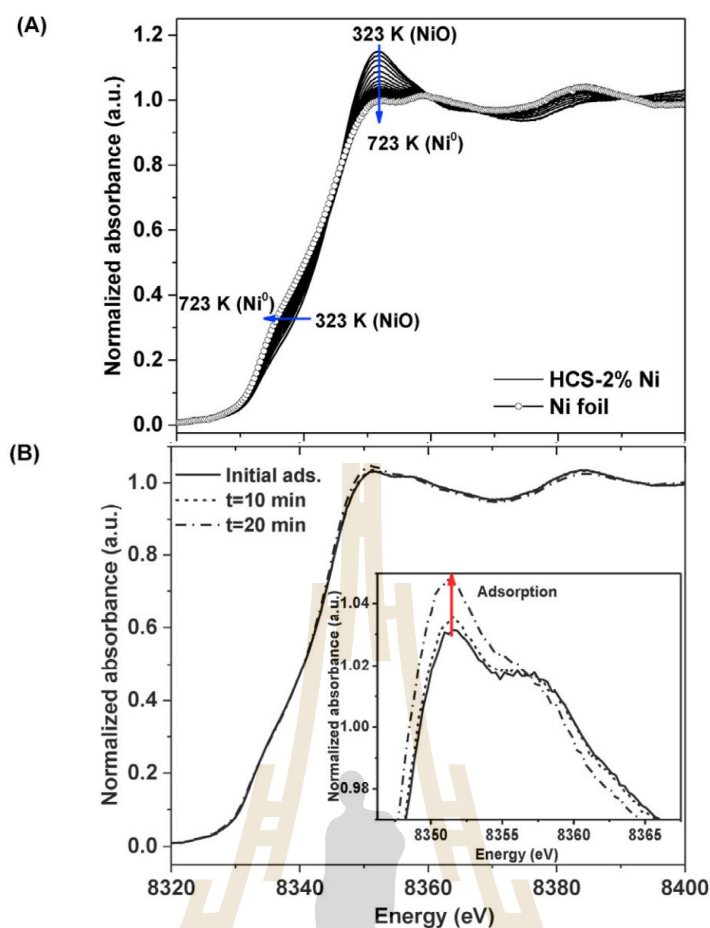 (A)
Normalized absorbance (a.u.)
1.2
1.0
0.8
0.6
0.4
0.2
0.0
323 K (NiO)
723 K (Ni⁰)
723 K (Ni⁰)
323 K (NiO)
HCS-2% Ni
Ni foil
(B)
Normalized absorbance (a.u.)
1.0
0.8
0.6
0.4
0.2
0.0
Initial ads.
t=10 min
t=20 min
Normalized absorbance (a.u.)
1.04
1.02
1.00
0.98
Adsorption
8350 8355 8360 8365
Energy (eV)
8320 8340 8360 8380 8400
Energy (eV)